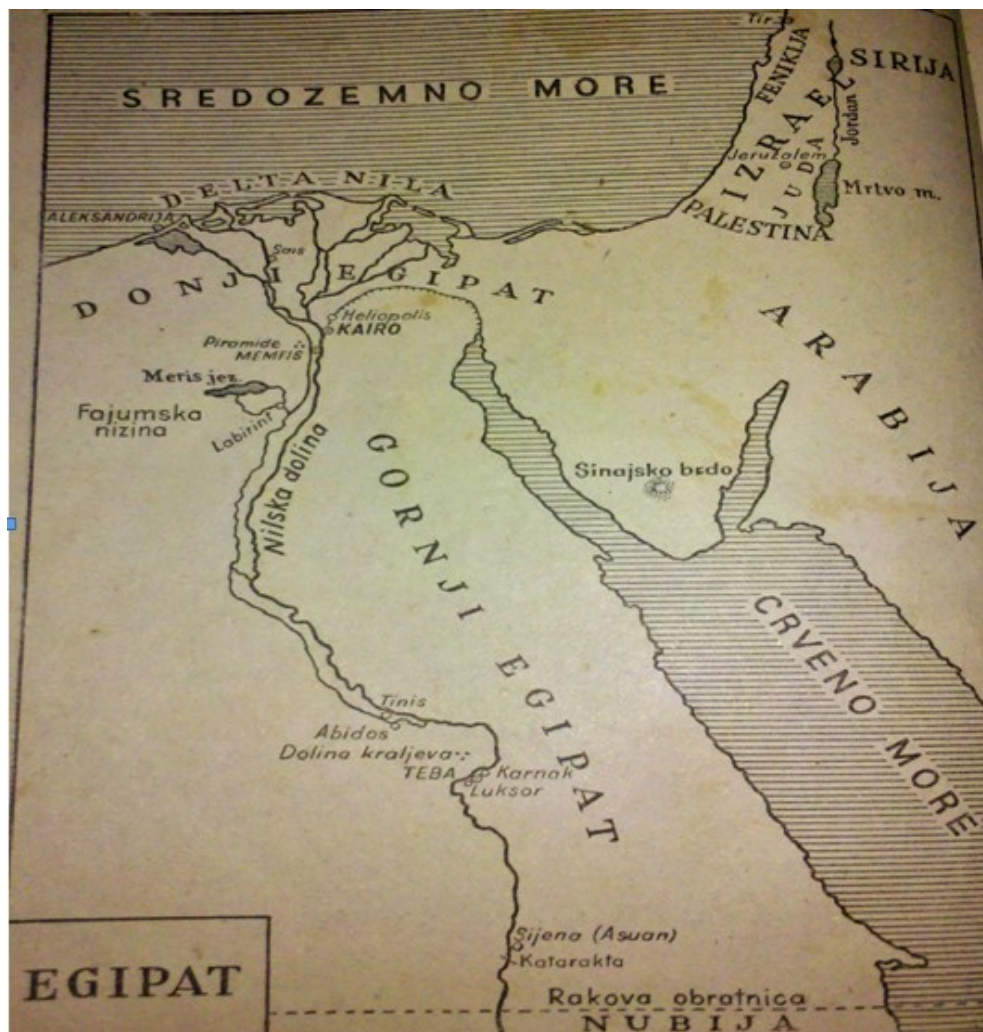 Tir
FENIKIJA
SIRIJA
SREDOZEMNO MORE
IZRAEL
Jordan
Jeruzalem
JUDA
Mrtvo m.
PALESTINA
DELTA NILA
ALEKSANDRIJA
Sais
DONJI EGIPAT
Heliopolis
KAIRO
Piramide
MEMFIS
ARABIJA
Meris jez.
Fajumska
nizina
Labirint
Nilska dolina
GORNJI EGIPAT
Sinajsko brdo
CRVENO MORE
Tinis
Abidos
Dolina kraljeva
TEBA
Karnak
Luksor
Sijena (Asuan)
Katarakta
EGIPAT
Rakova obratnica
NUBIJA